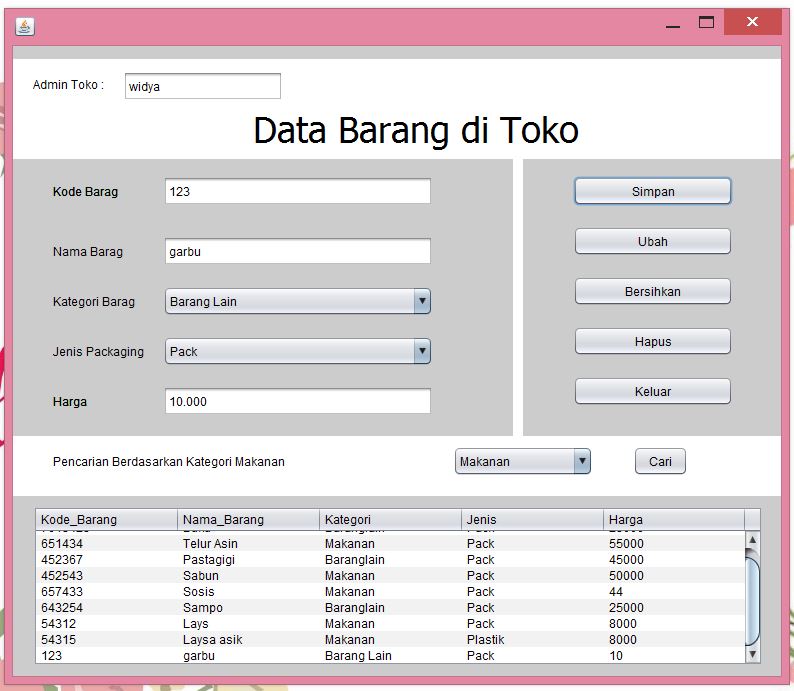 Admin Toko : widya
Data Barang di Toko
Kode Barag 123
Nama Barag garbu
Kategori Barag Barang Lain
Jenis Packaging Pack
Harga 10.000
Simpan
Ubah
Bersihkan
Hapus
Keluar
Pencarian Berdasarkan Kategori Makanan Makanan Cari
Kode_Barang Nama_Barang Kategori Jenis Harga
651434 Telur Asin Makanan Pack 55000
452367 Pastagigi Baranglain Pack 45000
452543 Sabun Makanan Pack 50000
657433 Sosis Makanan Pack 44
643254 Sampo Baranglain Pack 25000
54312 Lays Makanan Pack 8000
54315 Laysa asik Makanan Plastik 8000
123 garbu Barang Lain Pack 10